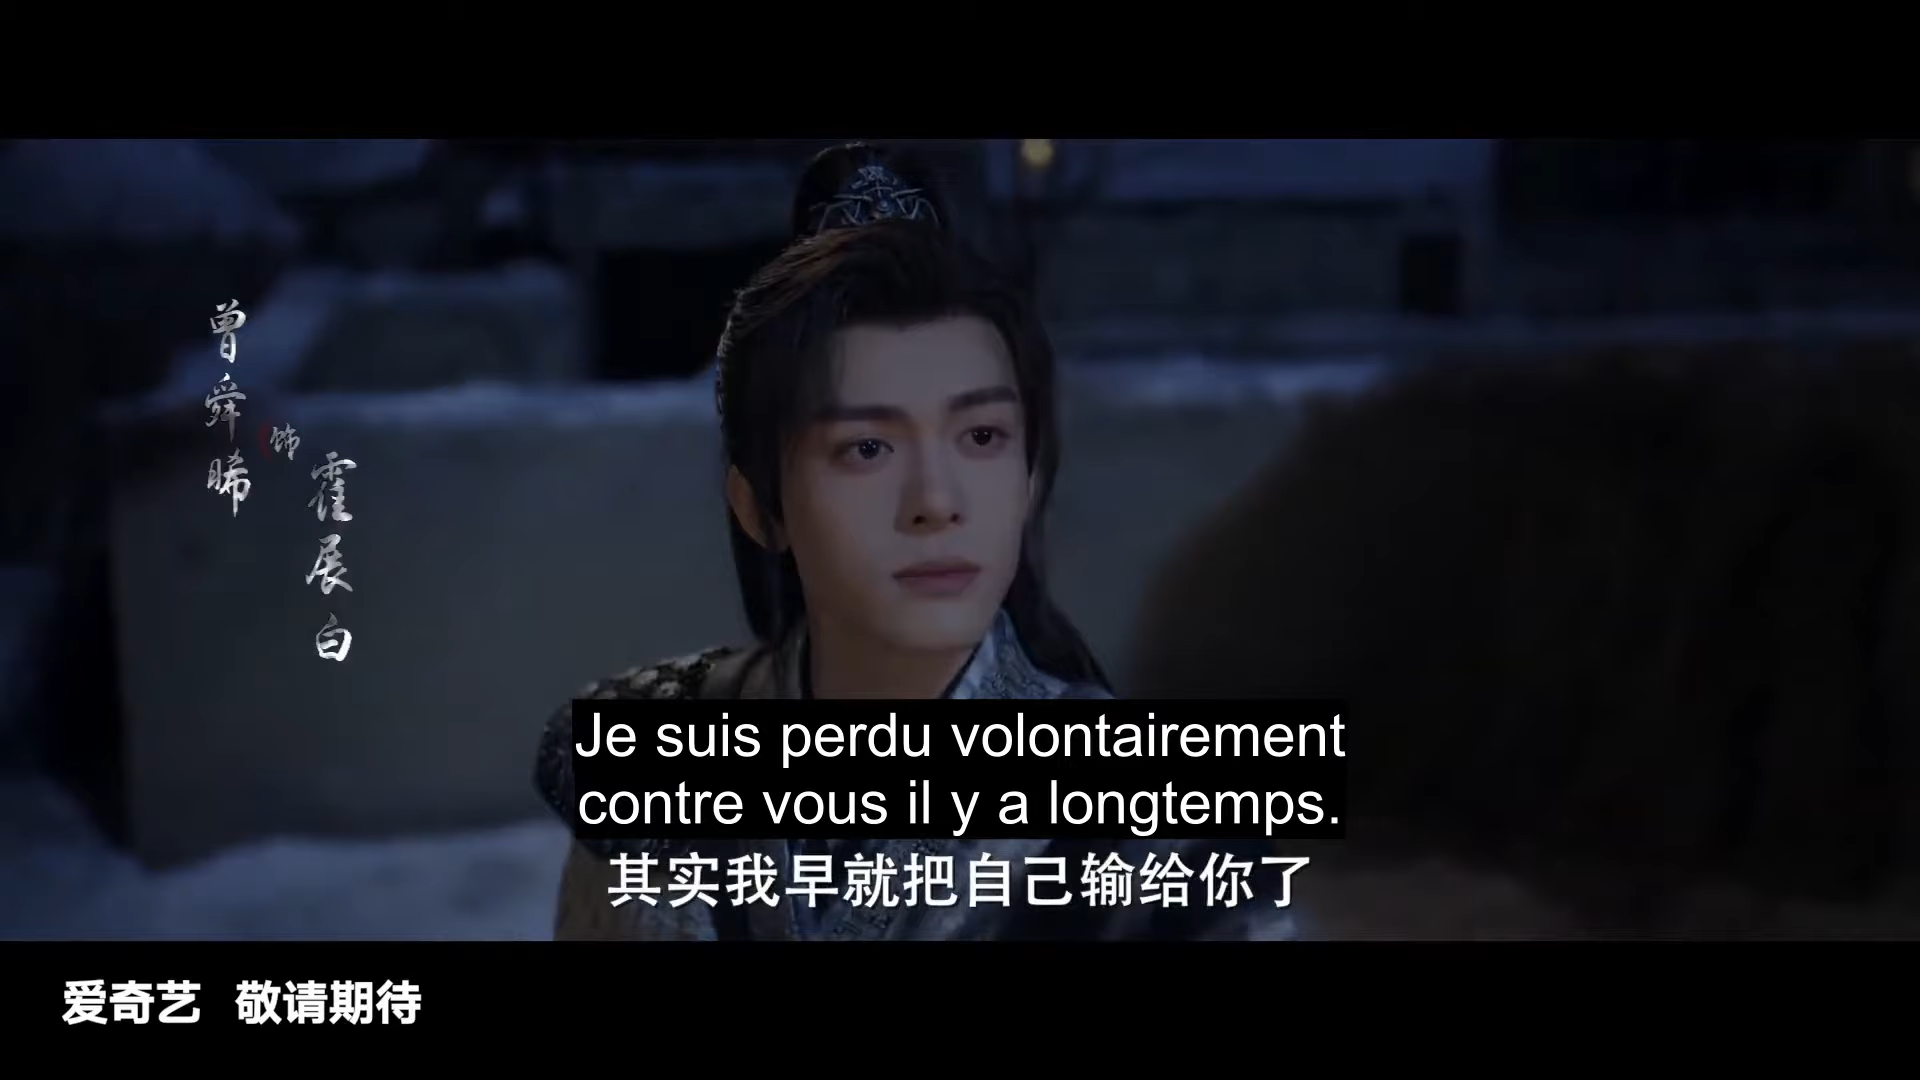 曾舜晞
饰
霍展白
Je suis perdu volontairement
contre vous il y a longtemps.
其实我早就把自己输给你了
爱奇艺 敬请期待